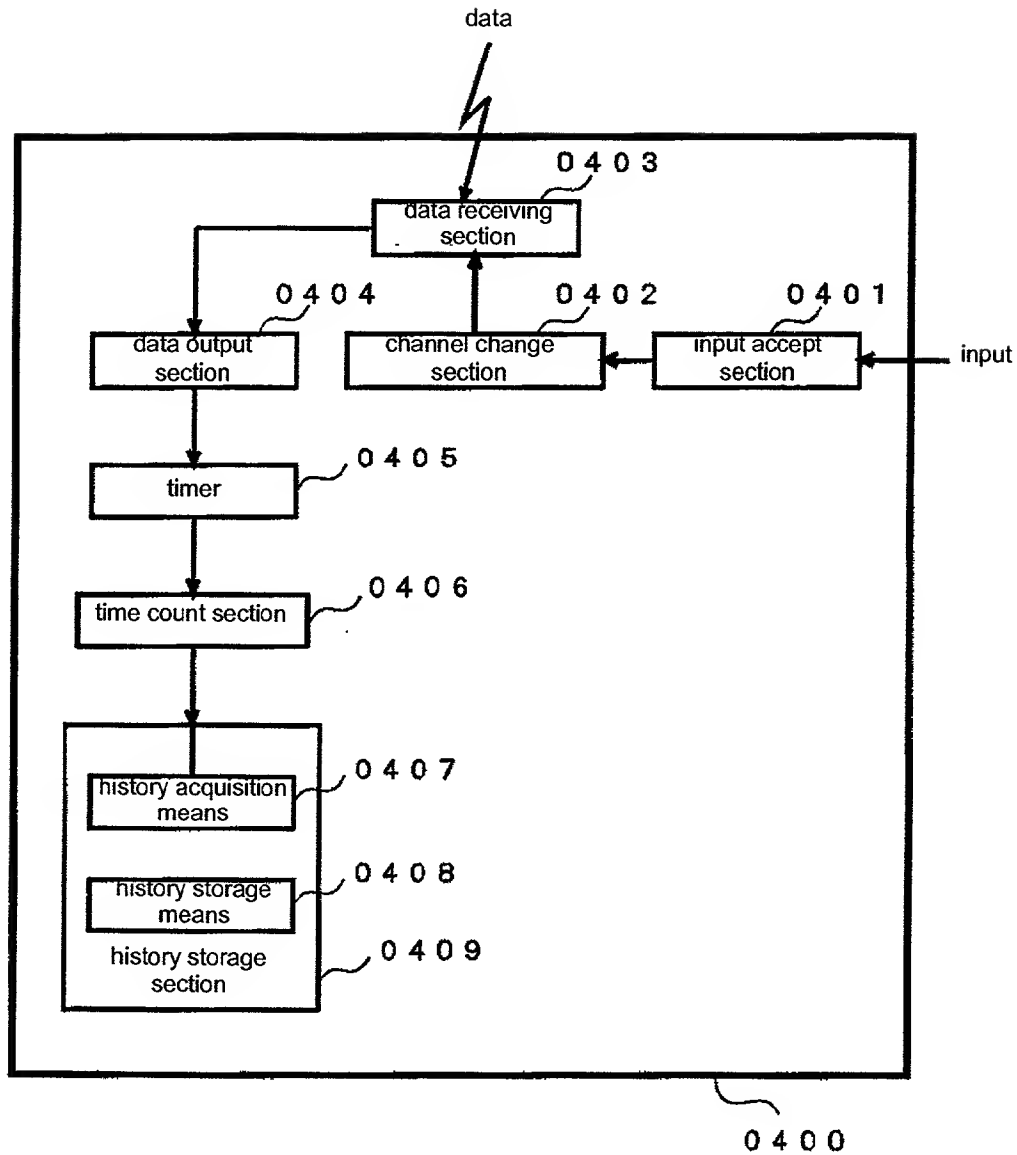 data
0403
data receiving
section
0404
0402
0401
data output
section
channel change
section
input accept
section
input
0405
timer
0406
time count section
0407
history acquisition
means
0408
history storage
means
0409
history storage
section
0400